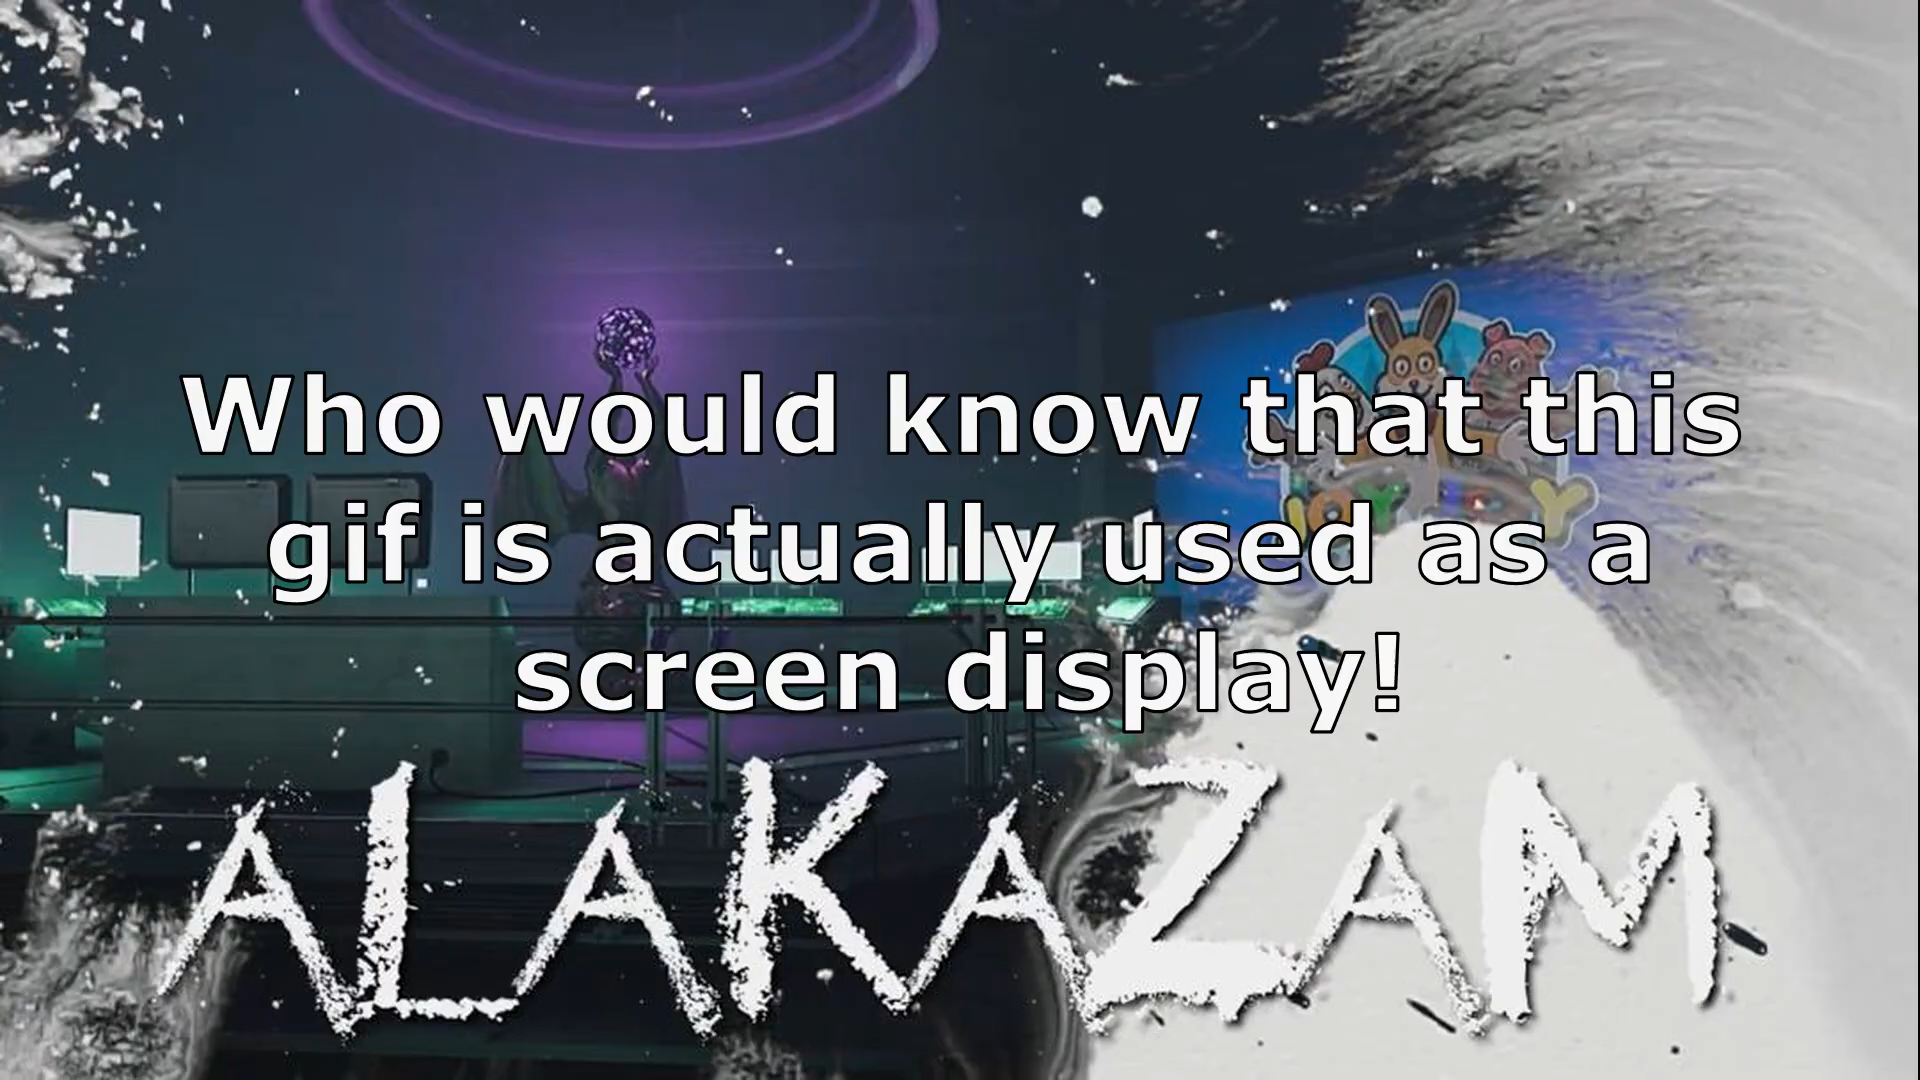 Who would know that this
gif is actually used as a
screen display!
ALAKAZAM